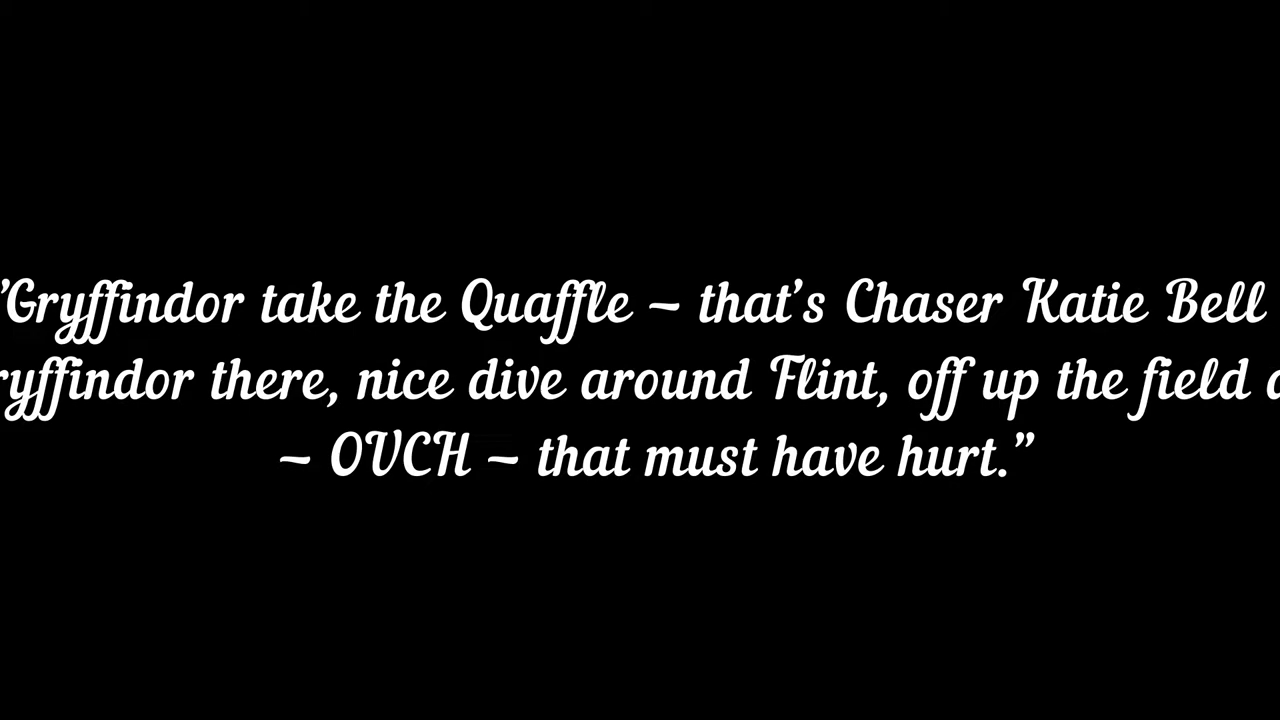 "Gryffindor take the Quaffle – that's Chaser Katie Bell
ryffindor there, nice dive around Flint, off up the field
– OUCH – that must have hurt."